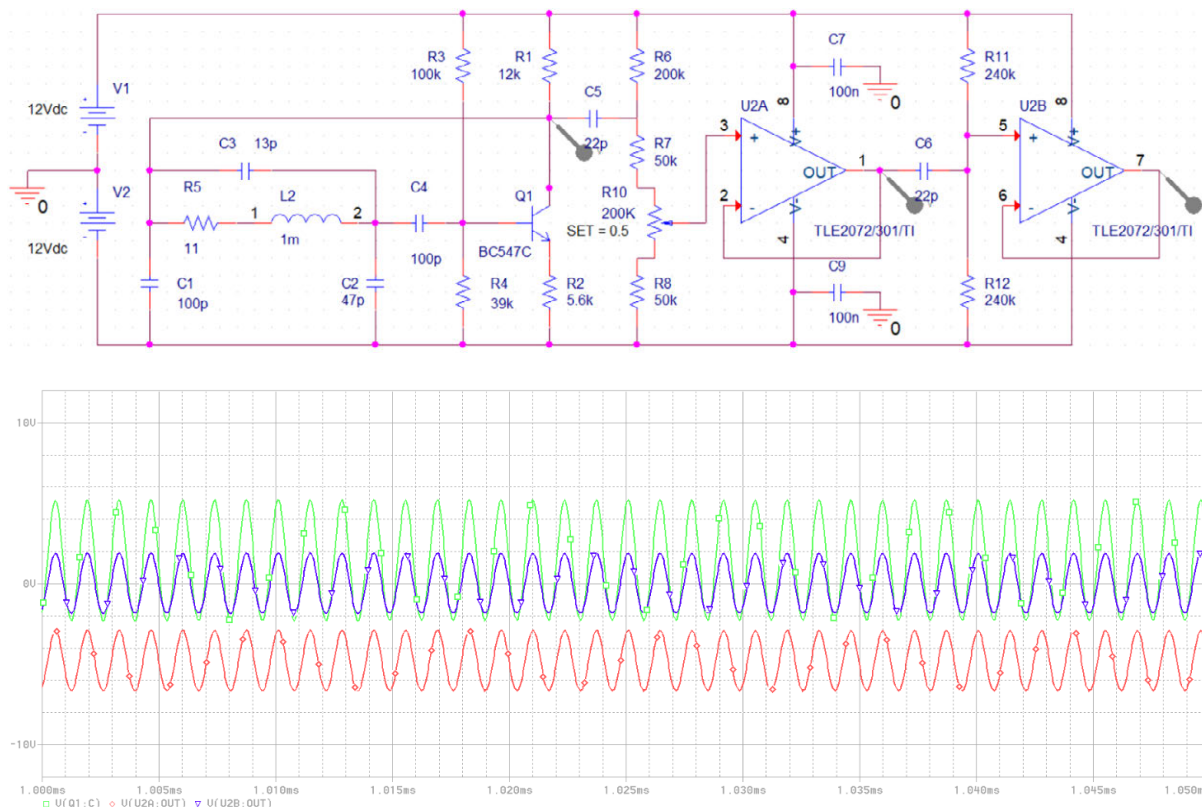 R3
100k
R1
12k
R6
200k
C7
100n
0
R11
240k
V1
12Vdc
C5
22p
U2A
U2B
8
8
V+
V+
3
+
5
+
C3 13p
R7
50k
1
OUT
C6
22p
7
OUT
0
V2
12Vdc
R5
11
1
L2
2
1m
C4
100p
Q1
BC547C
R10
200K
SET = 0.5
2
-
V-
4
TLE2072/301/TI
6
-
V-
4
TLE2072/301/TI
C1
100p
C2
47p
R4
39k
R2
5.6k
R8
50k
C9
100n
0
R12
240k
10V
0V
-10V
1.000ms 1.005ms 1.010ms 1.015ms 1.020ms 1.025ms 1.030ms 1.035ms 1.040ms 1.045ms
V(Q1:C) V(U2A:OUT) V(U2B:OUT)